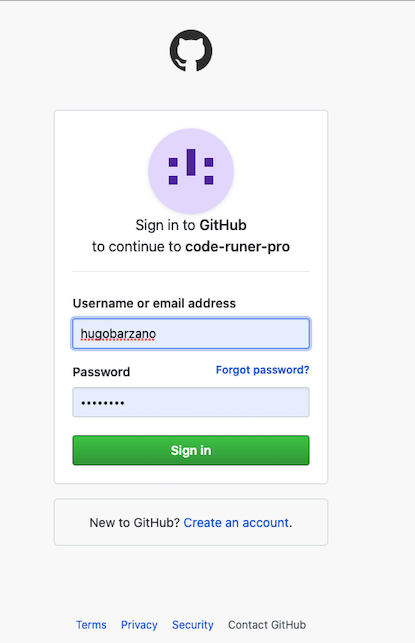 Sign in to GitHub
to continue to code-runer-pro
Username or email address
hugobarzano
Password Forgot password?
••••••••
Sign in
New to GitHub? Create an account.
Terms Privacy Security Contact GitHub